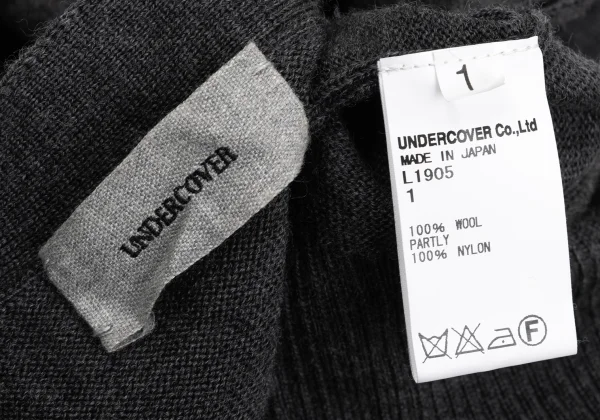 UNDERCOVER
1
UNDERCOVER Co.,Ltd
MADE IN JAPAN
L1905
1
100% WOOL
PARTLY
100% NYLON
F